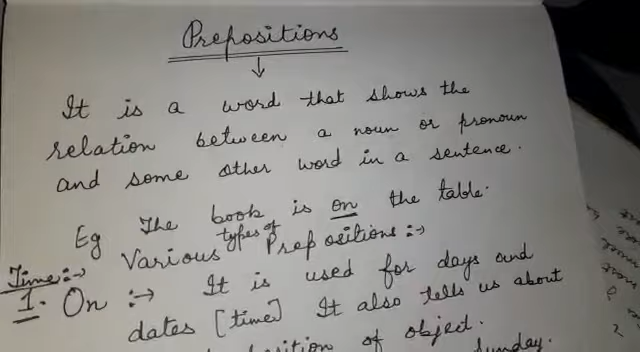 Prepositions
It is a word that shows the
relation between a noun or pronoun
and some other word in a sentence.
Eg The book is on the table.
Various types of Prepositions :→
Time :→
1. On :→ It is used for days and
dates [time] It also tells us about
of object.
Sunday.